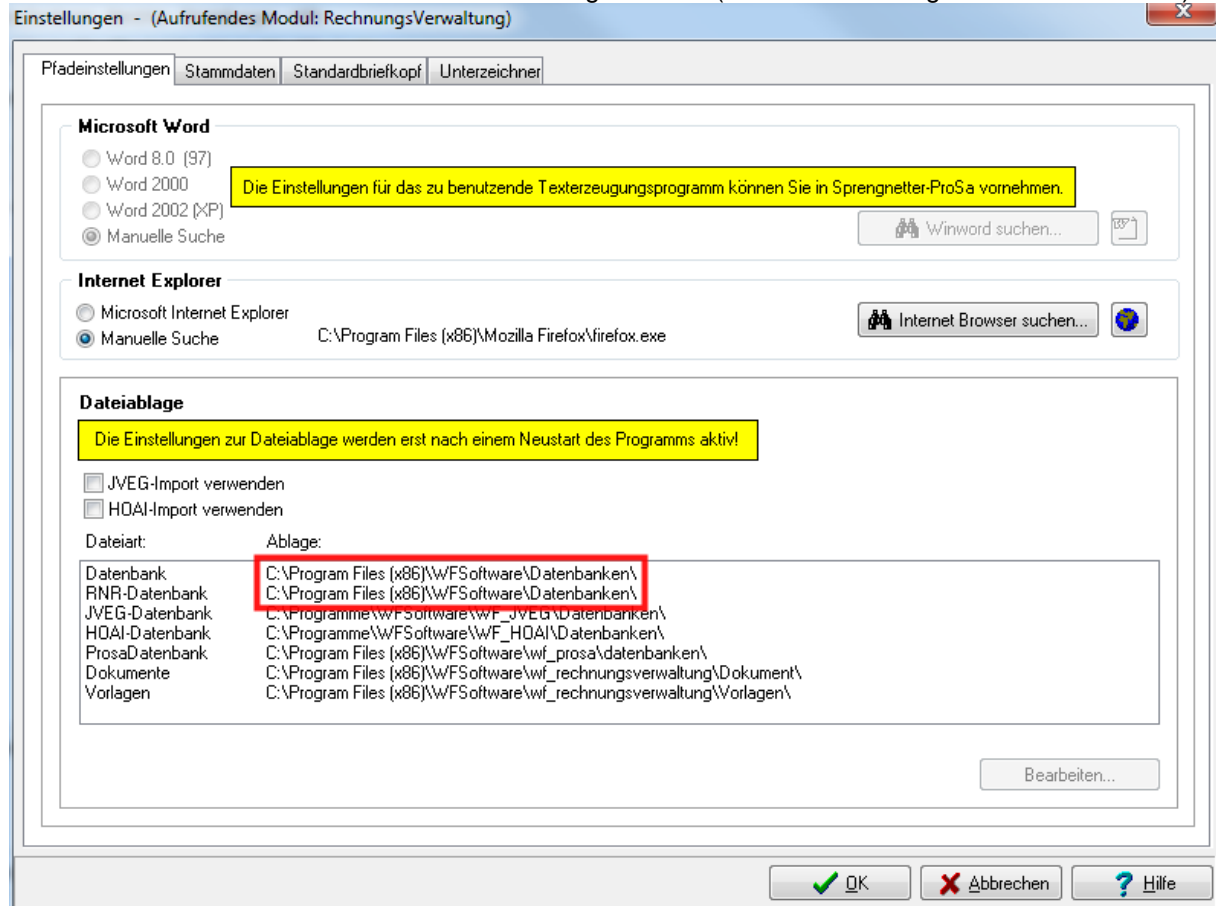 Einstellungen - (Aufrufendes Modul: RechnungsVerwaltung)
Pfadeinstellungen Stammdaten Standardbriefkopf Unterzeichner
Microsoft Word
Word 8.0 (97)
Word 2000
Die Einstellungen für das zu benutzende Texterzeugungsprogramm können Sie in Sprengnetter-ProSa vornehmen.
Word 2002 (XP)
Manuelle Suche
Winword suchen...
Internet Explorer
Microsoft Internet Explorer
Manuelle Suche C:\Program Files (x86)\Mozilla Firefox\firefox.exe
Internet Browser suchen...
Dateiablage
Die Einstellungen zur Dateiablage werden erst nach einem Neustart des Programms aktiv!
JVEG-Import verwenden
HOAI-Import verwenden
Dateiart: Ablage:
Datenbank C:\Program Files (x86)\WFSoftware\Datenbanken\
RNR-Datenbank C:\Program Files (x86)\WFSoftware\Datenbanken\
JVEG-Datenbank C:\Programme\WFSoftware\WF_JVEG\Datenbanken\
HOAI-Datenbank C:\Programme\WFSoftware\WF_HOAI\Datenbanken\
ProsaDatenbank C:\Program Files (x86)\WFSoftware\wf_prosa\datenbanken\
Dokumente C:\Program Files (x86)\WFSoftware\wf_rechnungsverwaltung\Dokument\
Vorlagen C:\Program Files (x86)\WFSoftware\wf_rechnungsverwaltung\Vorlagen\
Bearbeiten...
OK Abbrechen Hilfe